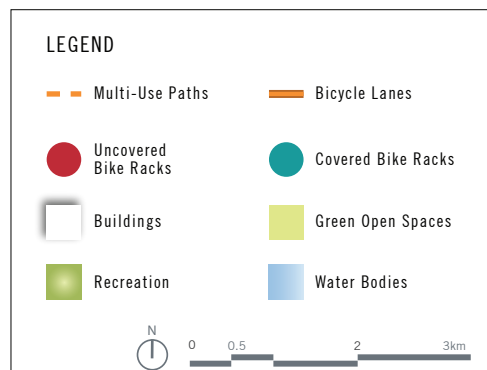 LEGEND
Multi-Use Paths
Bicycle Lanes
Uncovered
Bike Racks
Covered Bike Racks
Buildings
Green Open Spaces
Recreation
Water Bodies
N
0 0.5 2 3km